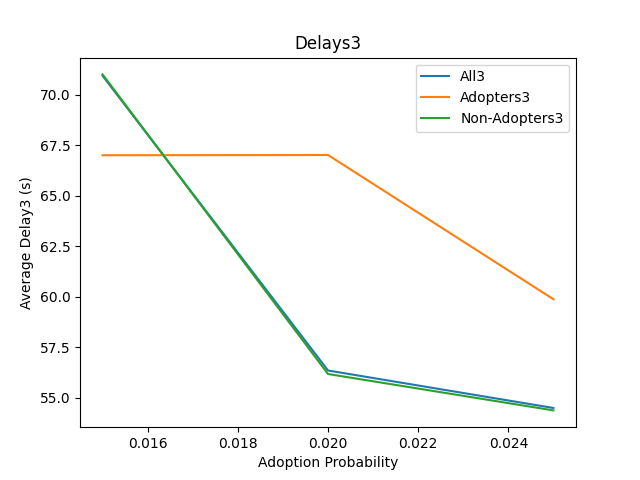 Delays3
All3
Adopters3
Non-Adopters3
Average Delay3 (s)
70.0
67.5
65.0
62.5
60.0
57.5
55.0
0.016 0.018 0.020 0.022 0.024
Adoption Probability